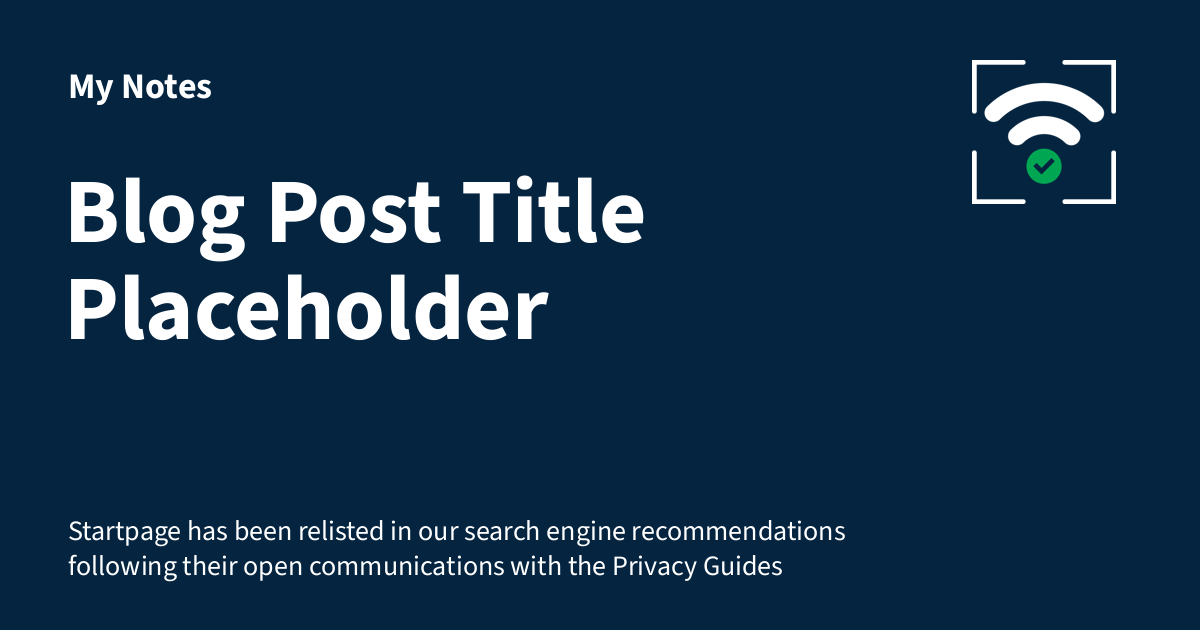 My Notes
Blog Post Title
Placeholder
Startpage has been relisted in our search engine recommendations
following their open communications with the Privacy Guides